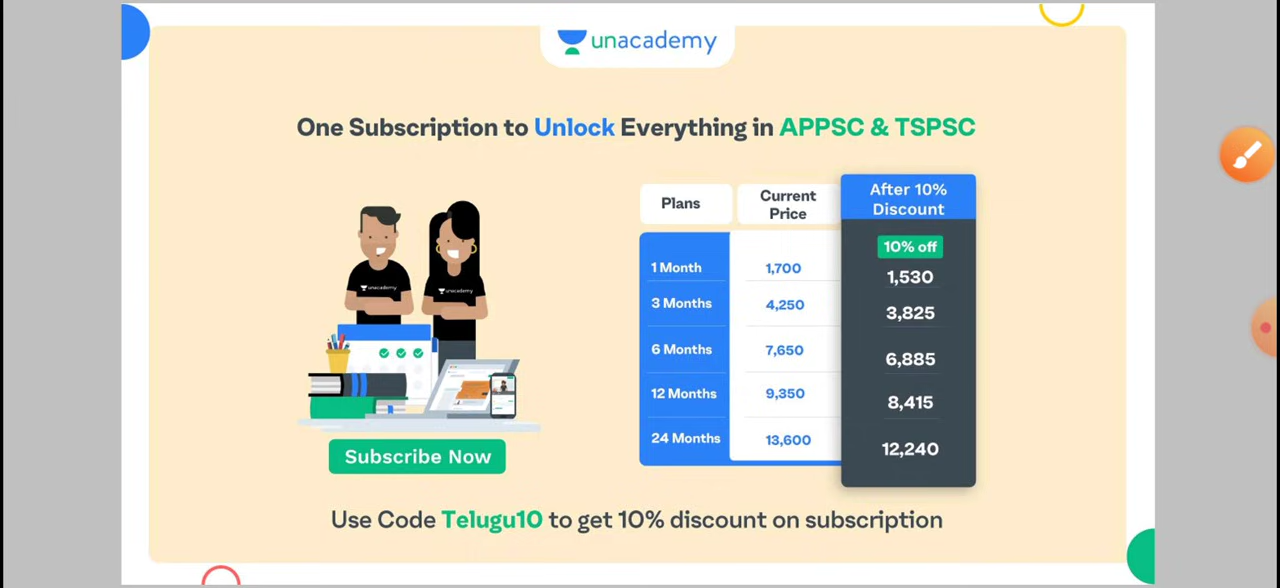 unacademy
One Subscription to Unlock Everything in APPSC & TSPSC
Plans
Current
Price
After 10%
Discount
10% off
1 Month 1,700 1,530
3 Months 4,250 3,825
6 Months 7,650 6,885
12 Months 9,350 8,415
24 Months 13,600 12,240
unacademy
unacademy
Subscribe Now
Use Code Telugu10 to get 10% discount on subscription